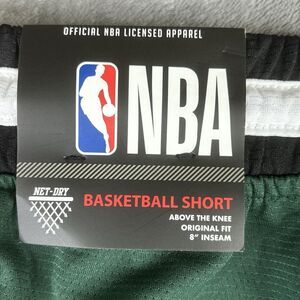 OFFICIAL NBA LICENSED APPAREL
NBA
NET-DRY
BASKETBALL SHORT
ABOVE THE KNEE
ORIGINAL FIT
8" INSEAM